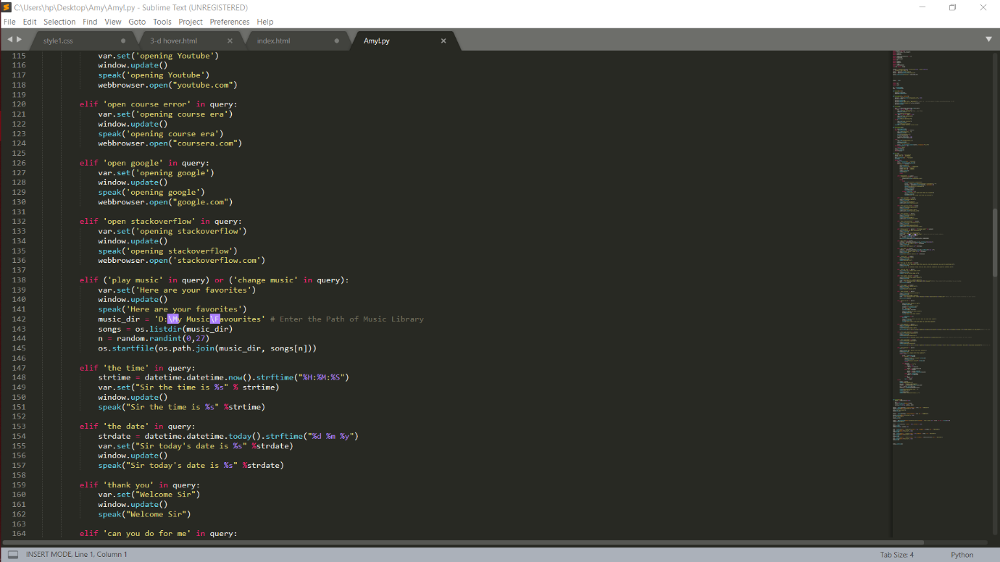 C:\Users\hp\Desktop\Amy\Amyl.py - Sublime Text (UNREGISTERED)
File Edit Selection Find View Goto Tools Project Preferences Help
style1.css 3-d hover.html index.html Amyl.py
115 var.set('opening Youtube')
116 window.update()
117 speak('opening Youtube')
118 webbrowser.open("youtube.com")
119
120 elif 'open course error' in query:
121 var.set('opening course era')
122 window.update()
123 speak('opening course era')
124 webbrowser.open("coursera.com")
125
126 elif 'open google' in query:
127 var.set('opening google')
128 window.update()
129 speak('opening google')
130 webbrowser.open("google.com")
131
132 elif 'open stackoverflow' in query:
133 var.set('opening stackoverflow')
134 window.update()
135 speak('opening stackoverflow')
136 webbrowser.open('stackoverflow.com')
137
138 elif ('play music' in query) or ('change music' in query):
139 var.set('Here are your favorites')
140 window.update()
141 speak('Here are your favorites')
142 music_dir = 'D:\My Music\Favourites' # Enter the Path of Music Library
143 songs = os.listdir(music_dir)
144 n = random.randint(0,27)
145 os.startfile(os.path.join(music_dir, songs[n]))
146
147 elif 'the time' in query:
148 strtime = datetime.datetime.now().strftime("%H:%M:%S")
149 var.set("Sir the time is %s" % strtime)
150 window.update()
151 speak("Sir the time is %s" %strtime)
152
153 elif 'the date' in query:
154 strdate = datetime.datetime.today().strftime("%d %m %y")
155 var.set("Sir today's date is %s" %strdate)
156 window.update()
157 speak("Sir today's date is %s" %strdate)
158
159 elif 'thank you' in query:
160 var.set("Welcome Sir")
161 window.update()
162 speak("Welcome Sir")
163
164 elif 'can you do for me' in query:
INSERT MODE, Line 1, Column 1 Tab Size: 4 Python